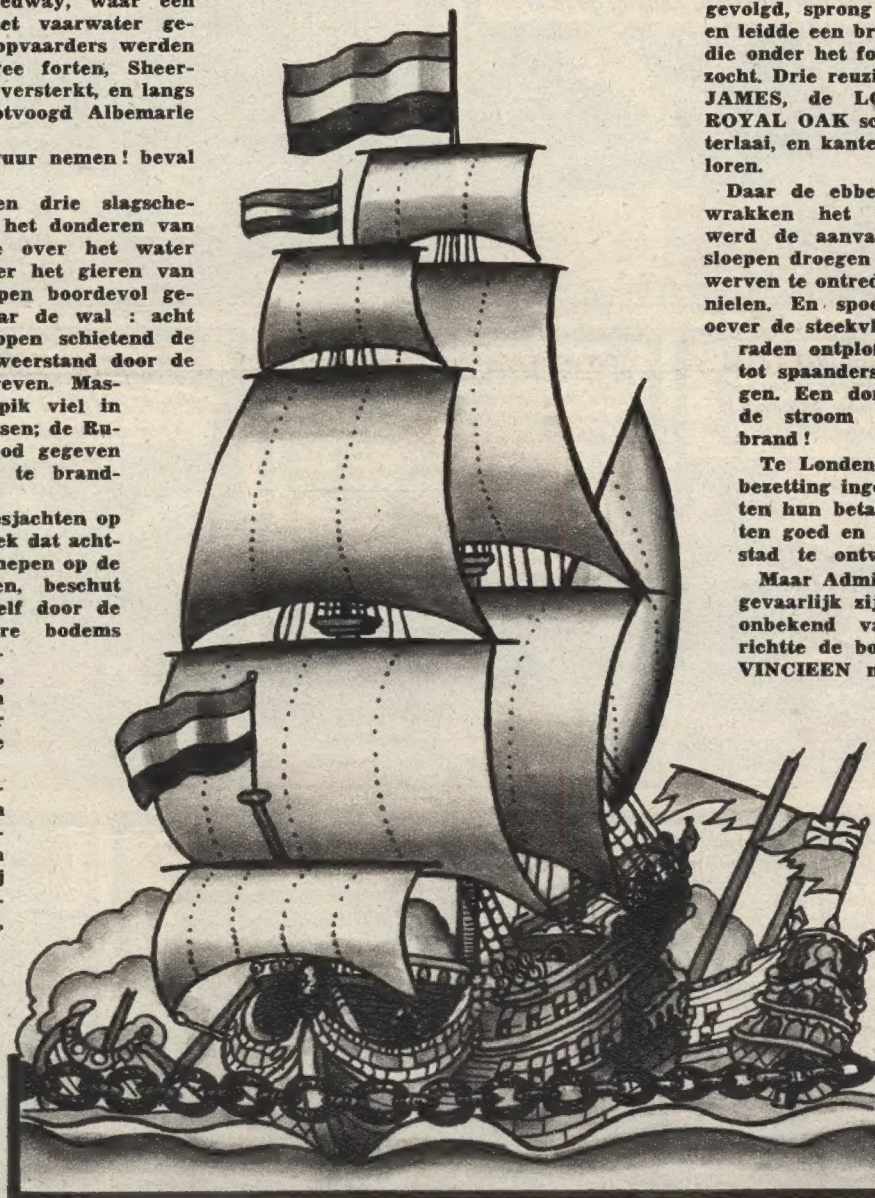 edway, waar een
et vaarwater ge-
opvaarders werden
vee forten, Sheer-
versterkt, en langs
otvoogd Albemarle
vuur nemen ! beval
en drie slagsche-
het donderen van
e over het water
er het gieren van
pen boordevol ge-
ar de wal : acht
ppen schietend de
weerstand door de
reven. Mas-
pik viel in
sen; de Ru-
od gegeven
te brand-
esjachten op
ek dat acht-
hepen op de
en, beschut
elf door de
re bodems
gevolgd, sprong
en leidde een br
die onder het fo
zocht. Drie reuzi
JAMES, de LO
ROYAL OAK sc
terlaai, en kante
loren.
Daar de ebbe
wrakken het
werd de aanva
sloepen droegen
werven te ontred
nielen. En spoe
oever de steekvl
raden ontplof
tot spaanders
gen. Een don
de stroom
brand !
Te Londen
bezetting inge
ten hun beta
ten goed en
stad te ontv
Maar Admi
gevaarlijk zij
onbekend va
richtte de bo
VINCIEEN n